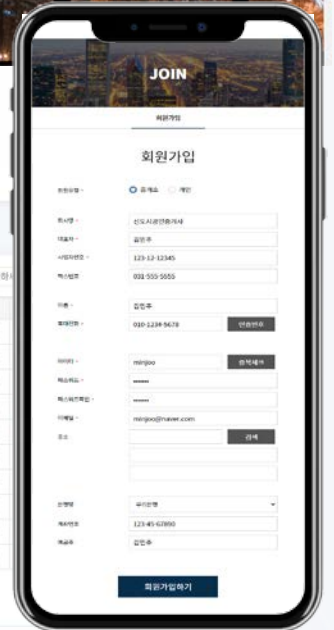 JOIN
회원가입
회원가입
회원유형 * 중개소 개인
회사명 * 신도시공인중개사
대표자 * 김민주
사업자번호 * 123-12-12345
팩스번호 031-555-5555
이름 * 김민주
휴대전화 * 010-1234-5678 인증번호
아이디 * minjoo 중복체크
패스워드 * ••••••
패스워드확인 * ••••••
이메일 * minjoo@naver.com
주소 검색
은행명 우리은행
계좌번호 123-45-67890
예금주 김민주
회원가입하기